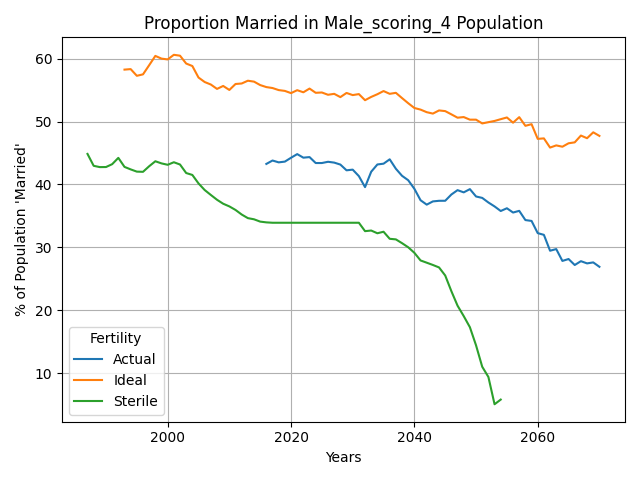 Proportion Married in Male_scoring_4 Population
% of Population 'Married'
60
50
40
30
20
10
Fertility
Actual
Ideal
Sterile
2000 2020 2040 2060
Years